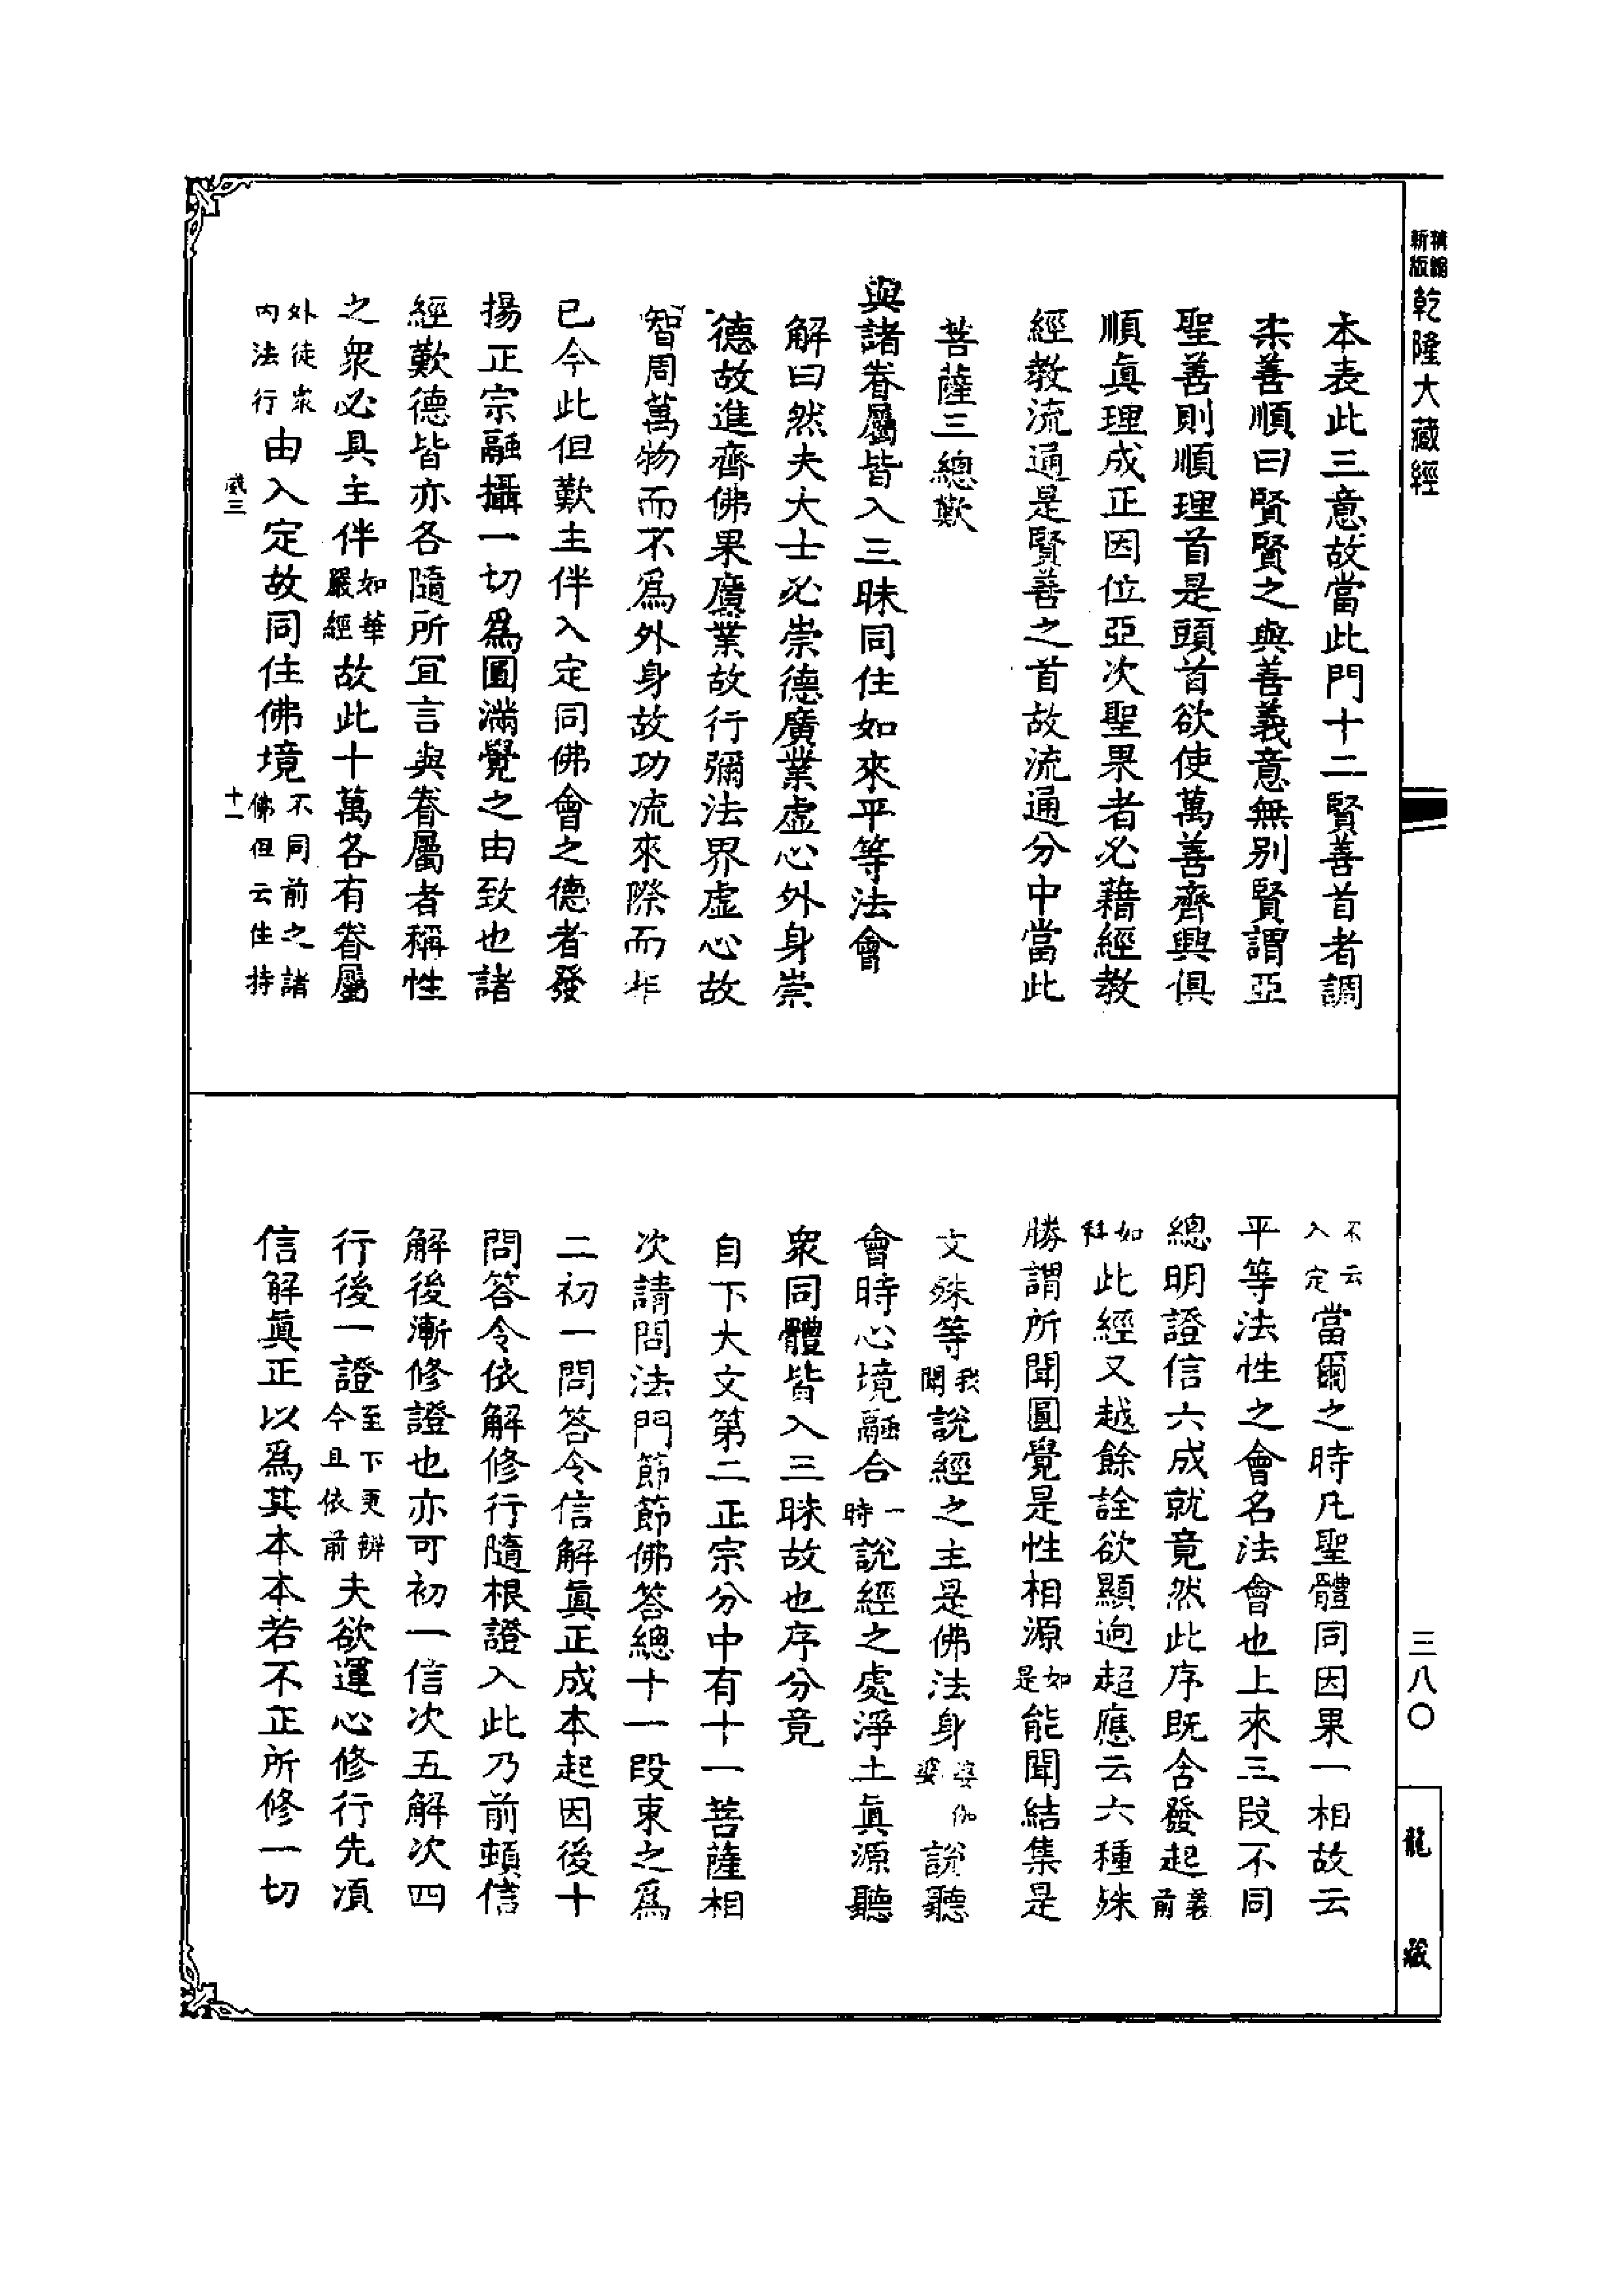 精編
新版
乾隆大藏經
三八〇
龍藏
本表此三意故當此門十二賢善首者調
柔善順曰賢賢之與善義意無別賢謂亞
聖善則順理首是頭首欲使萬善齊興俱
順眞理成正因位亞次聖果者必藉經教
經教流通是賢善之首故流通分中當此
菩薩三總歎
與諸眷屬皆入三昧同住如來平等法會
解曰然夫大士必崇德廣業虛心外身崇
德故進齊佛果廣業故行彌法界虛心故
智周萬物而不爲外身故功流來際而非
己今此但歎主伴入定同佛會之德者發
揚正宗融攝一切爲圓滿覺之由致也諸
經歎德皆亦各隨所宜言與眷屬者稱性
之衆必具主伴如華嚴經故此十萬各有眷屬
外徒衆內法行由入定故同住佛境不同前之諸佛但云住持
不云入定當爾之時凡聖體同因果一相故云
平等法性之會名法會也上來三段不同
總明證信六成就竟然此序既含發起義前
如科此經又越餘詮欲顯逈超應云六種殊
勝謂所聞圓覺是性相源如是能聞結集是
文殊等我聞說經之主是佛法身婆伽婆說聽
會時心境融合一時說經之處淨土眞源聽
衆同體皆入三昧故也序分竟
自下大文第二正宗分中有十一菩薩相
次請問法門節節佛答總十一段束之爲
二初一問答令信解眞正成本起因後十
問答令依解修行隨根證入此乃前頓信
解後漸修證也亦可初一信次五解次四
行後一證至下更辨今且依前夫欲運心修行先須
信解眞正以爲其本本若不正所修一切